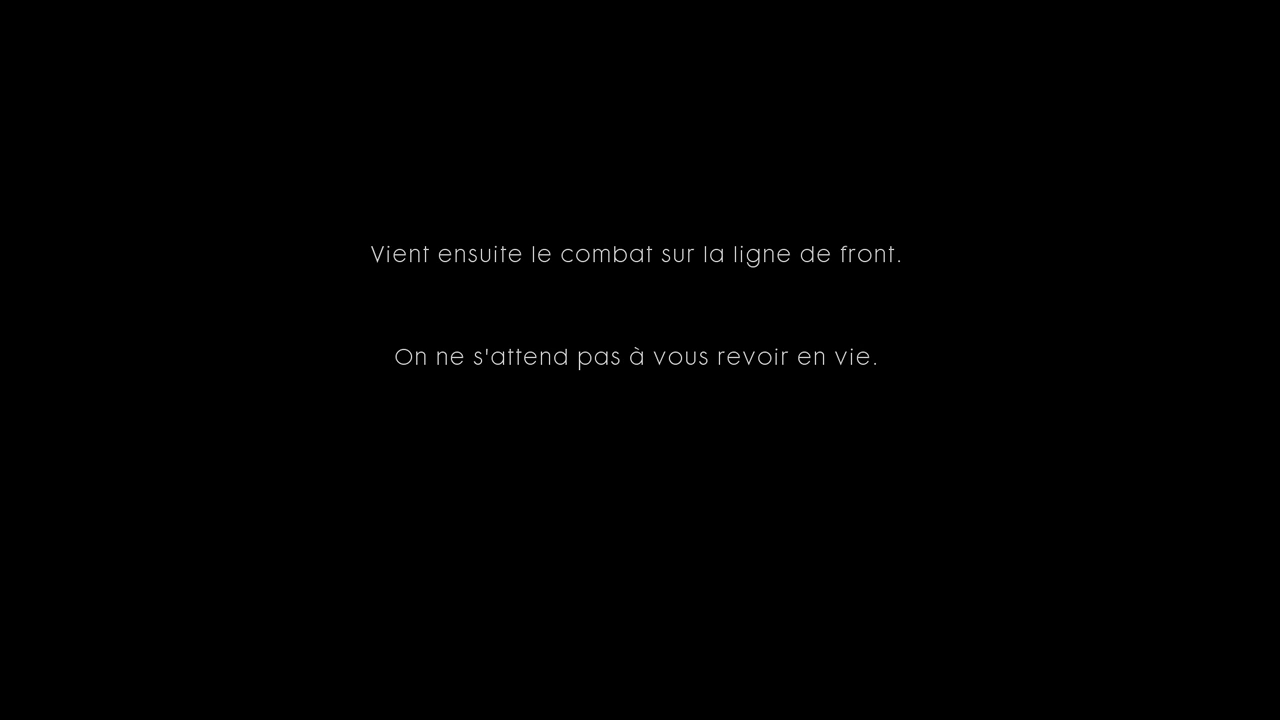 Vient ensuite le combat sur la ligne de front.
On ne s'attend pas à vous revoir en vie.